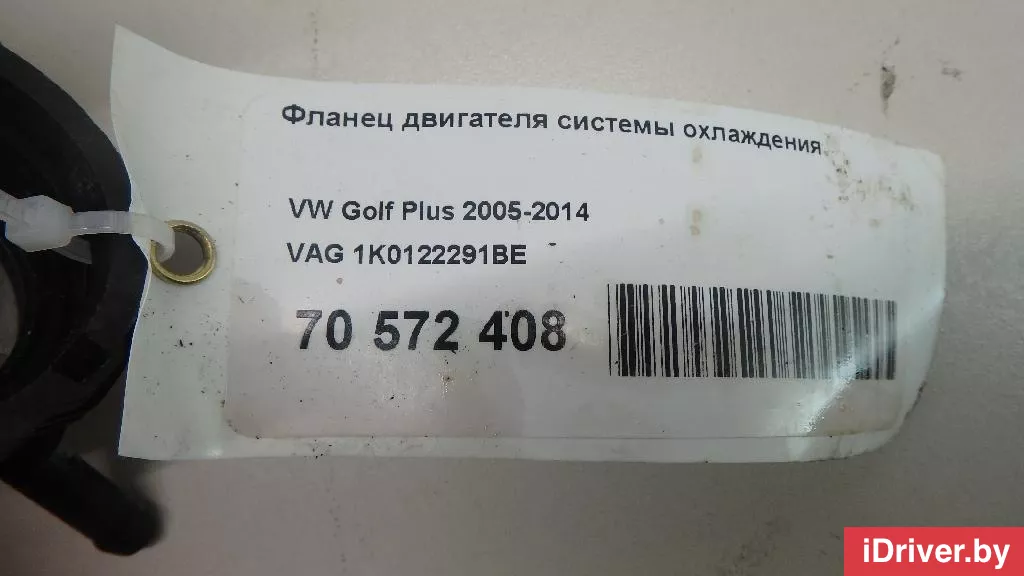 Фланец двигателя системы охлаждения
VW Golf Plus 2005-2014
VAG 1K0122291BE
70 572 408
iDriver.by